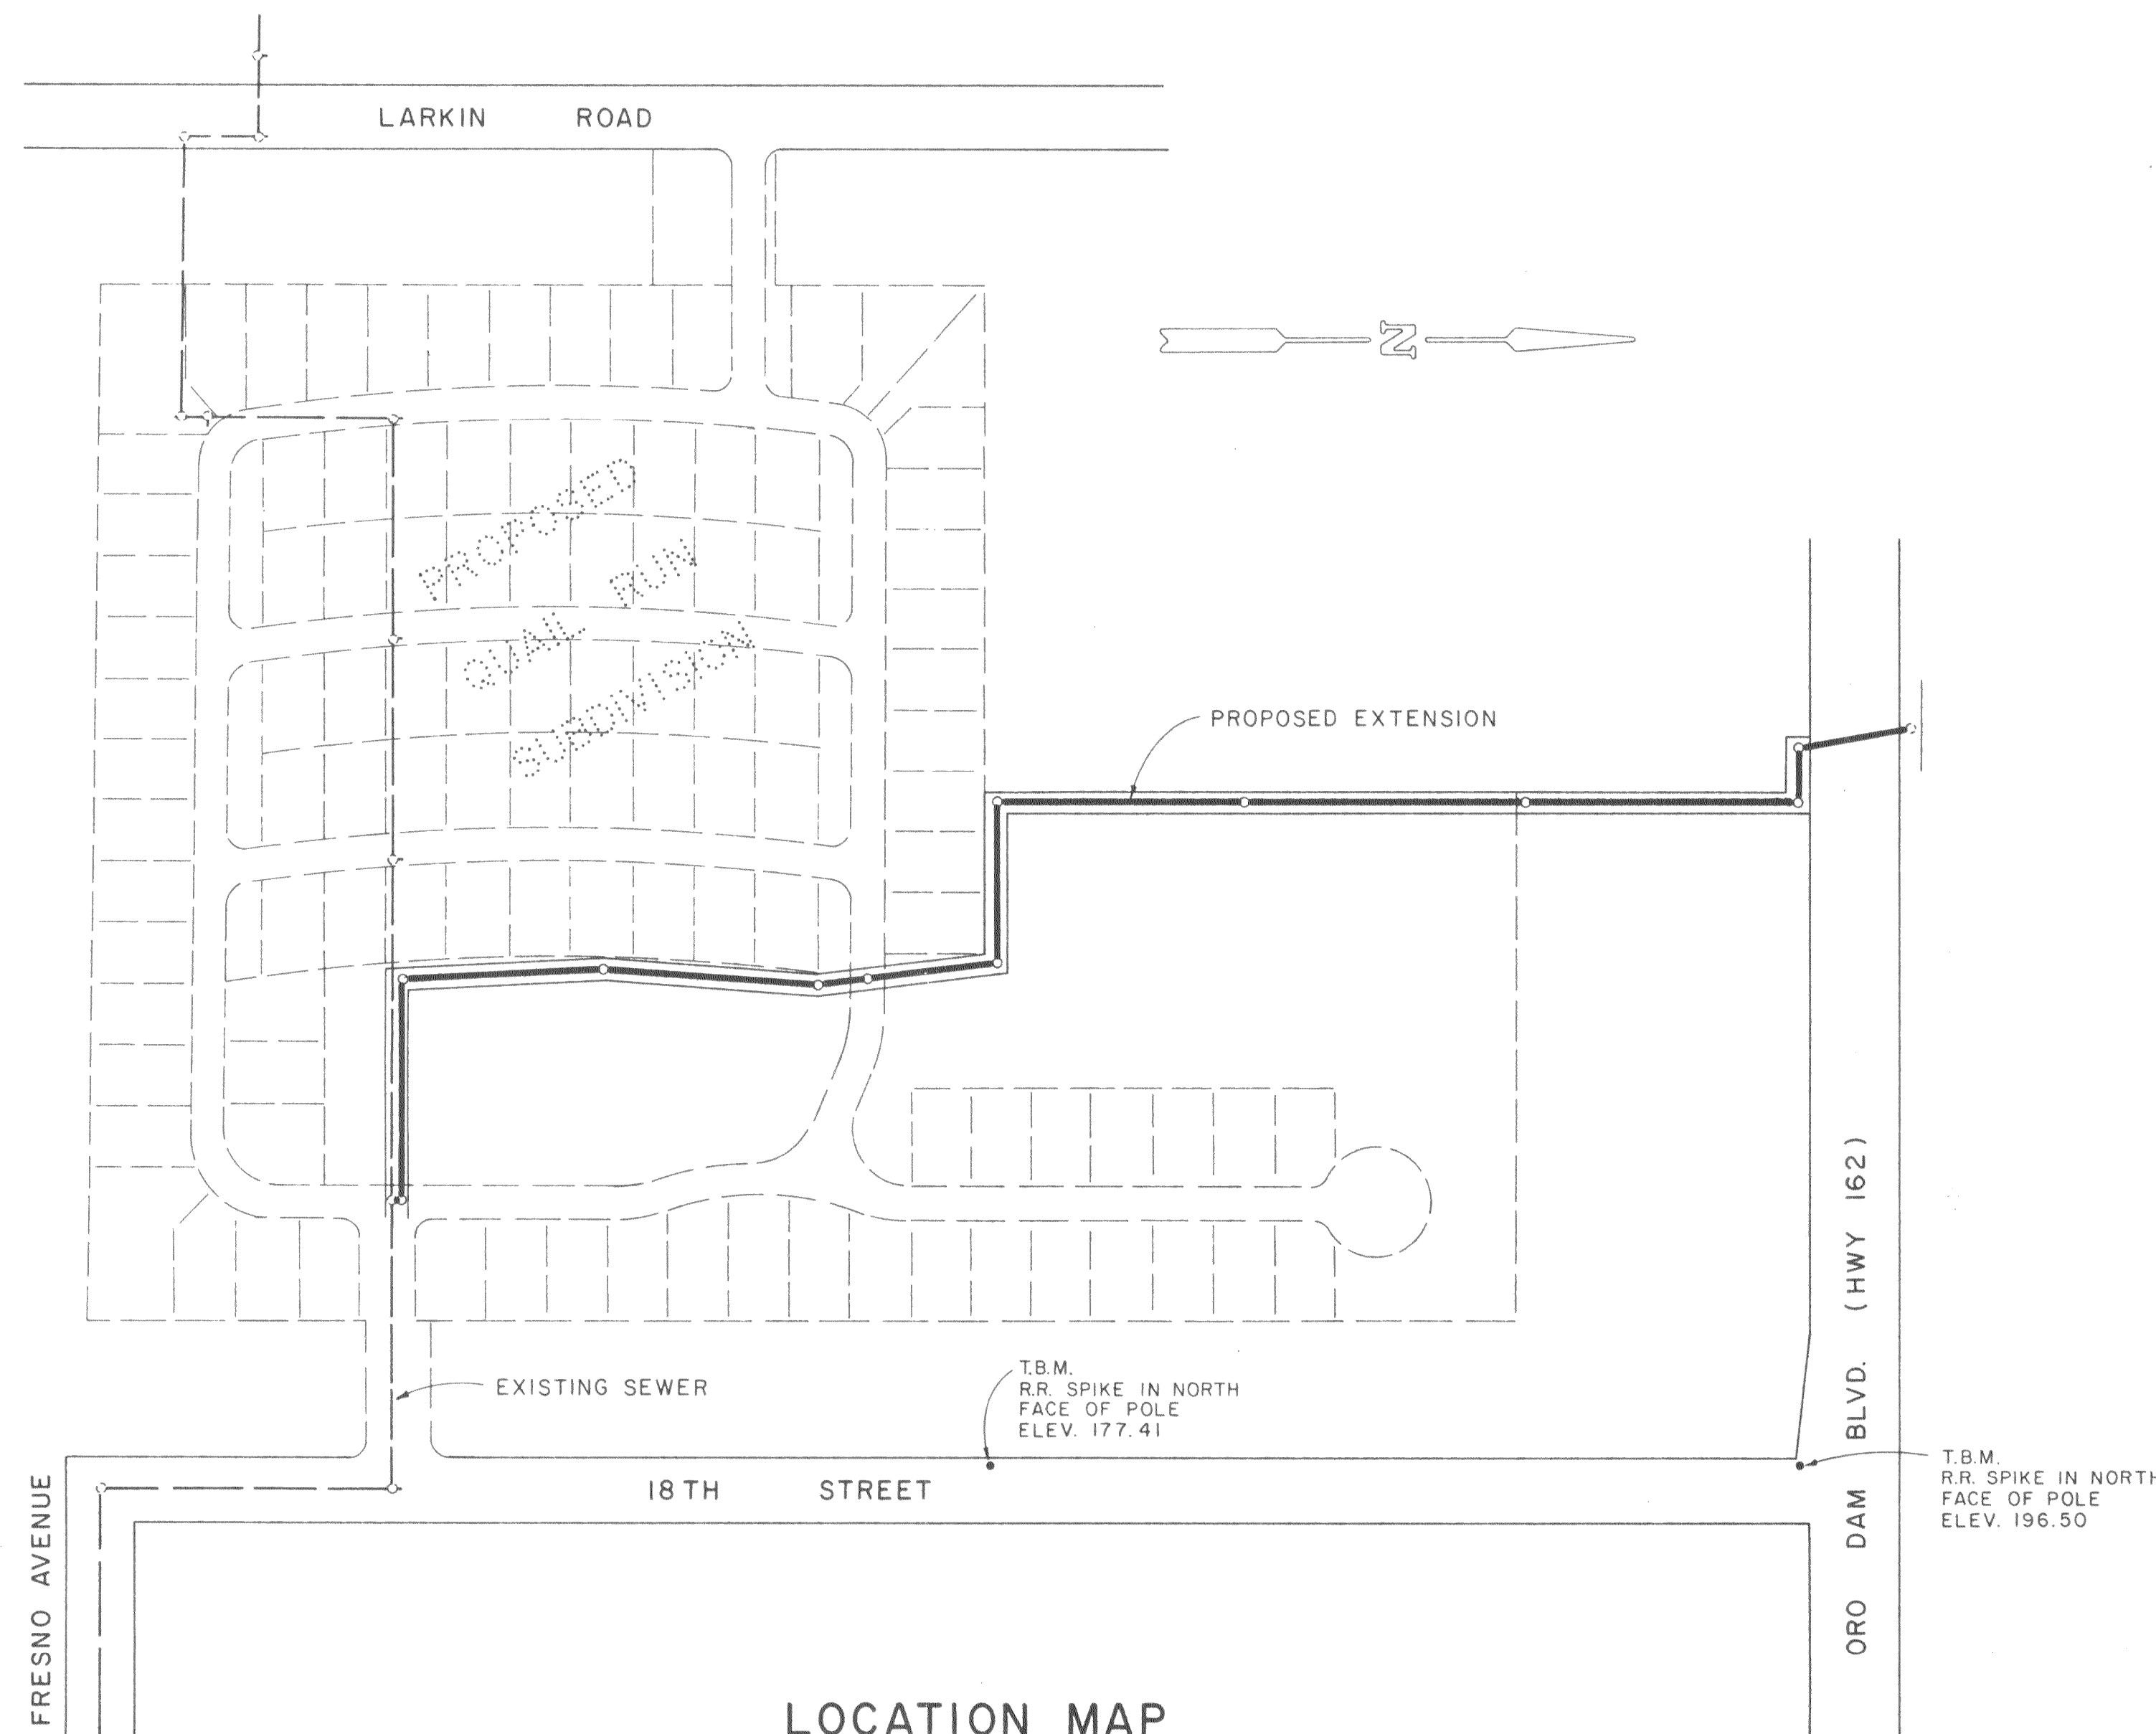 LARKIN ROAD
N
PROPOSED
QUAIL RUN
SUBDIVISION
PROPOSED EXTENSION
EXISTING SEWER
T.B.M.
R.R. SPIKE IN NORTH
FACE OF POLE
ELEV. 177.41
18TH STREET
FRESNO AVENUE
ORO DAM BLVD. (HWY 162)
T.B.M.
R.R. SPIKE IN NORTH
FACE OF POLE
ELEV. 196.50
LOCATION MAP